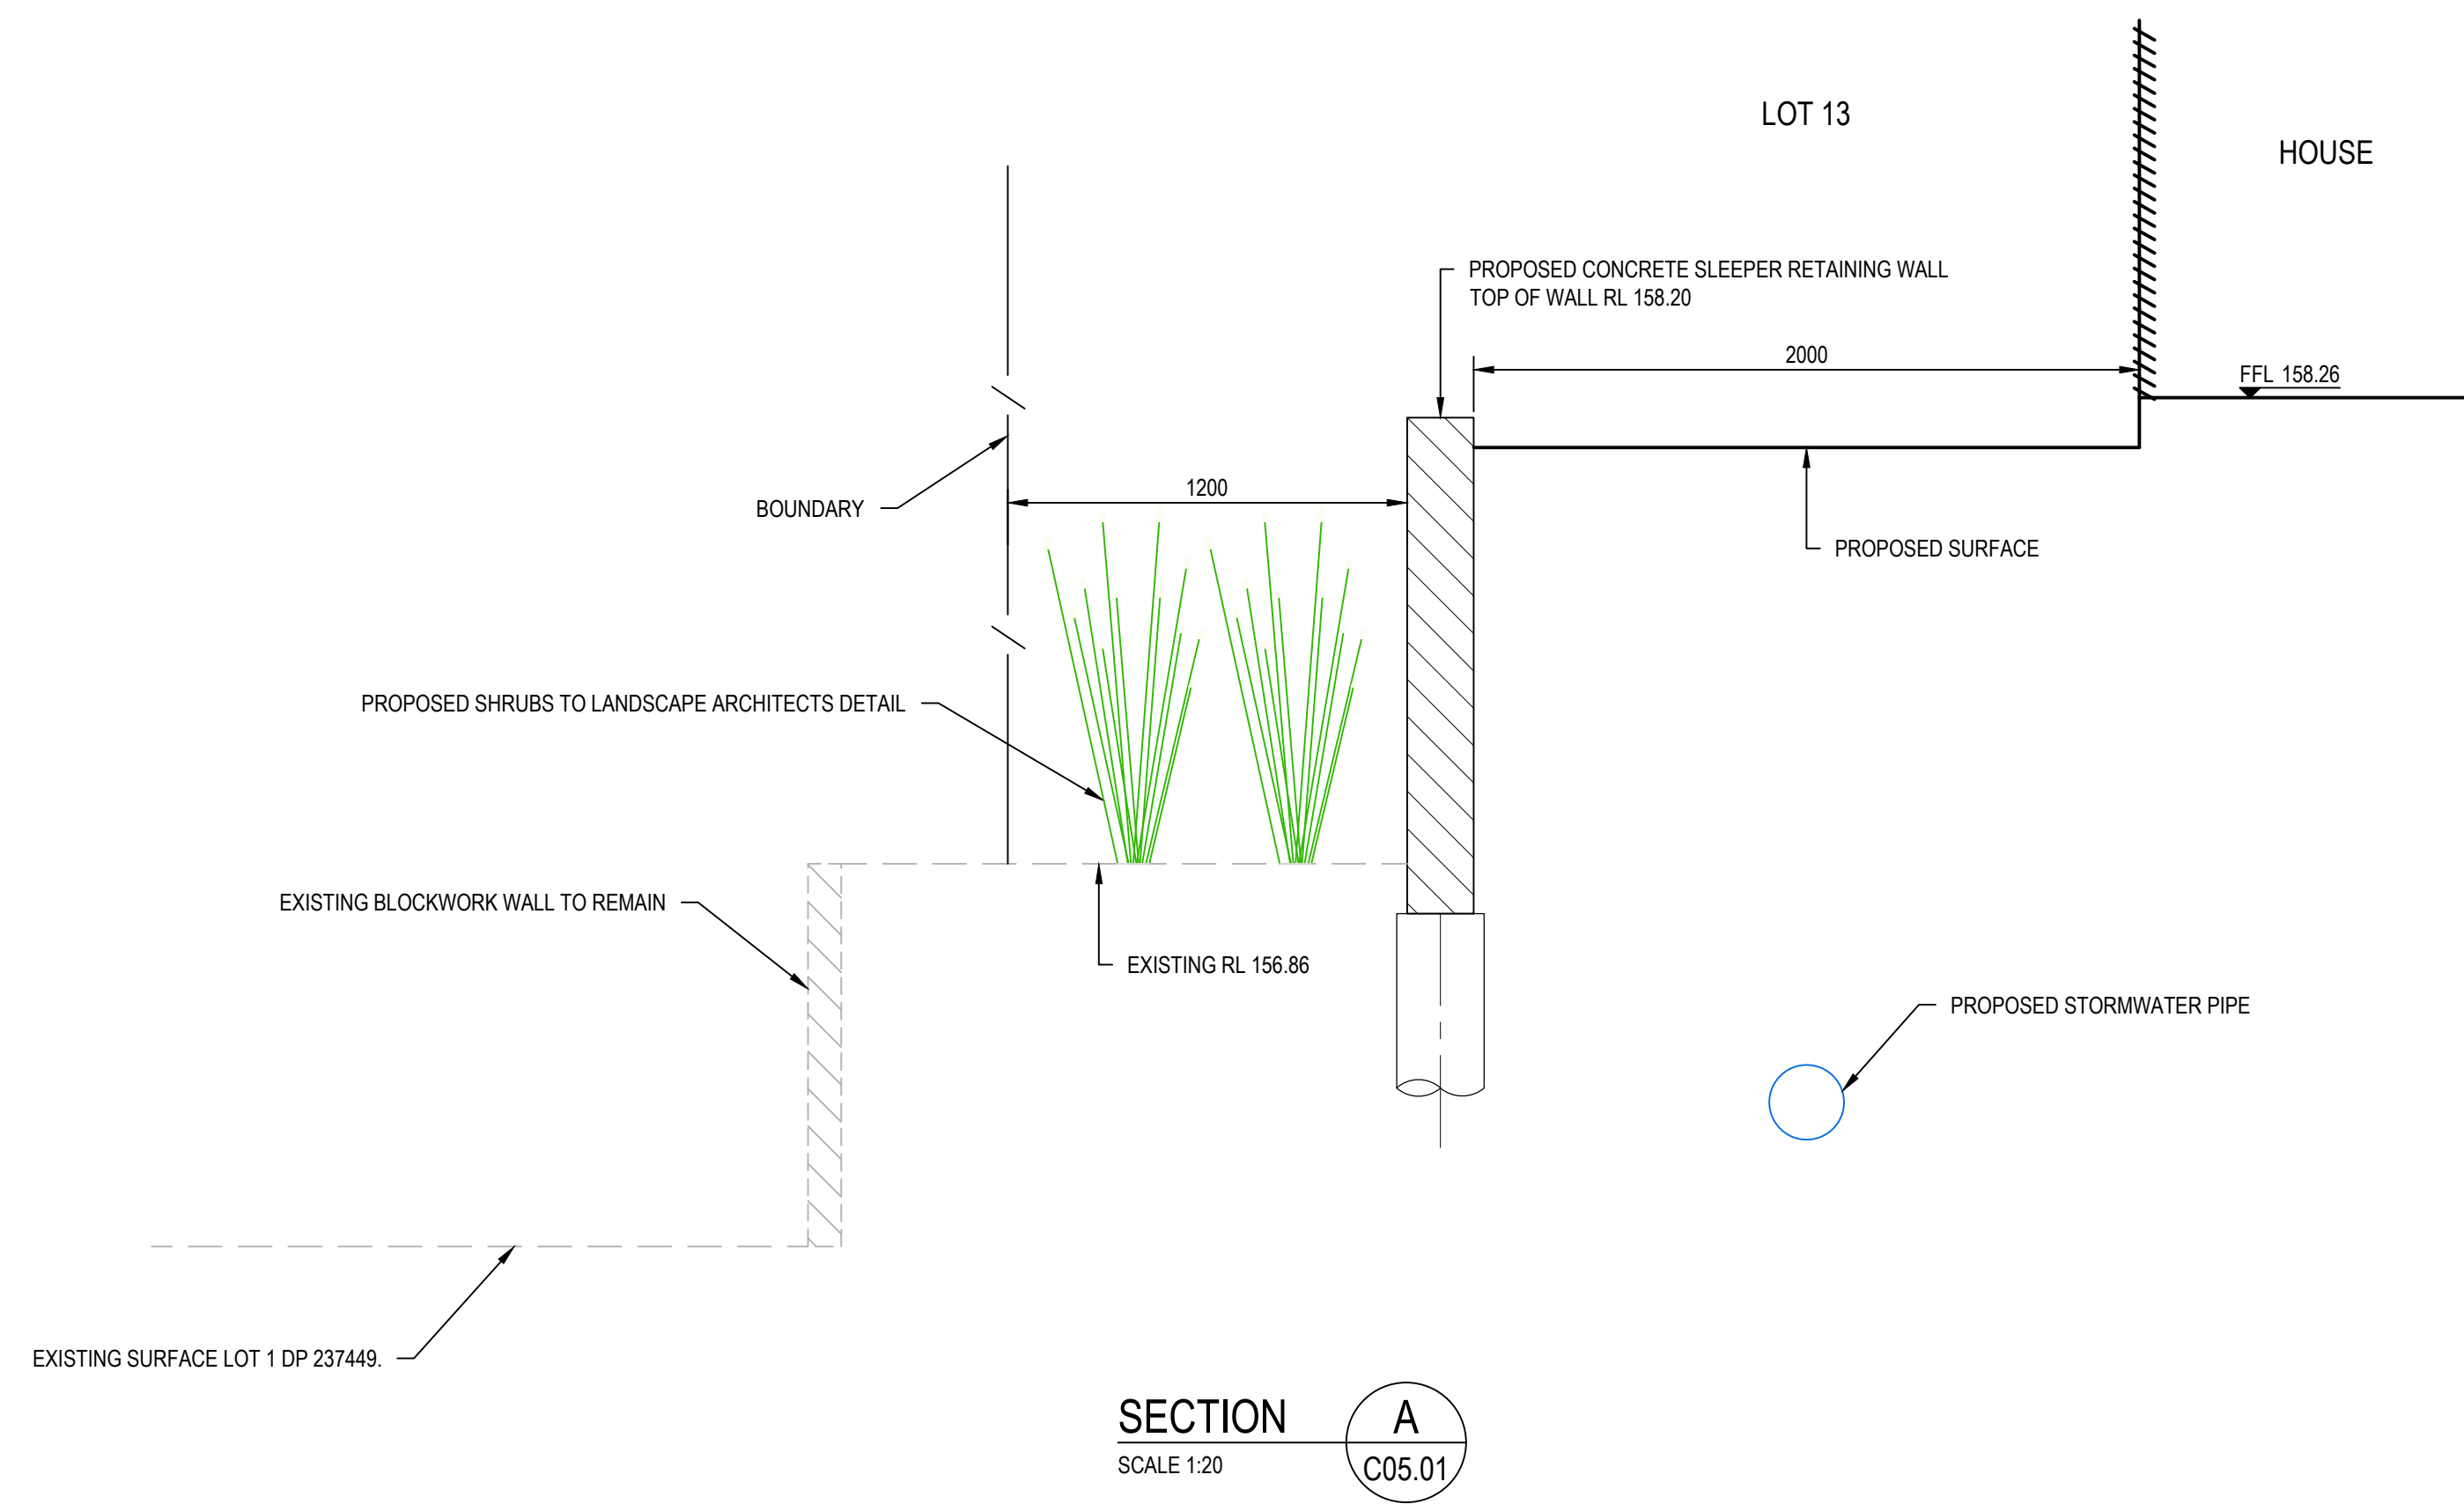 LOT 13
HOUSE
PROPOSED CONCRETE SLEEPER RETAINING WALL
TOP OF WALL RL 158.20
2000
FFL 158.26
1200
BOUNDARY
PROPOSED SURFACE
PROPOSED SHRUBS TO LANDSCAPE ARCHITECTS DETAIL
EXISTING BLOCKWORK WALL TO REMAIN
EXISTING RL 156.86
PROPOSED STORMWATER PIPE
EXISTING SURFACE LOT 1 DP 237449.
SECTION
A
SCALE 1:20
C05.01